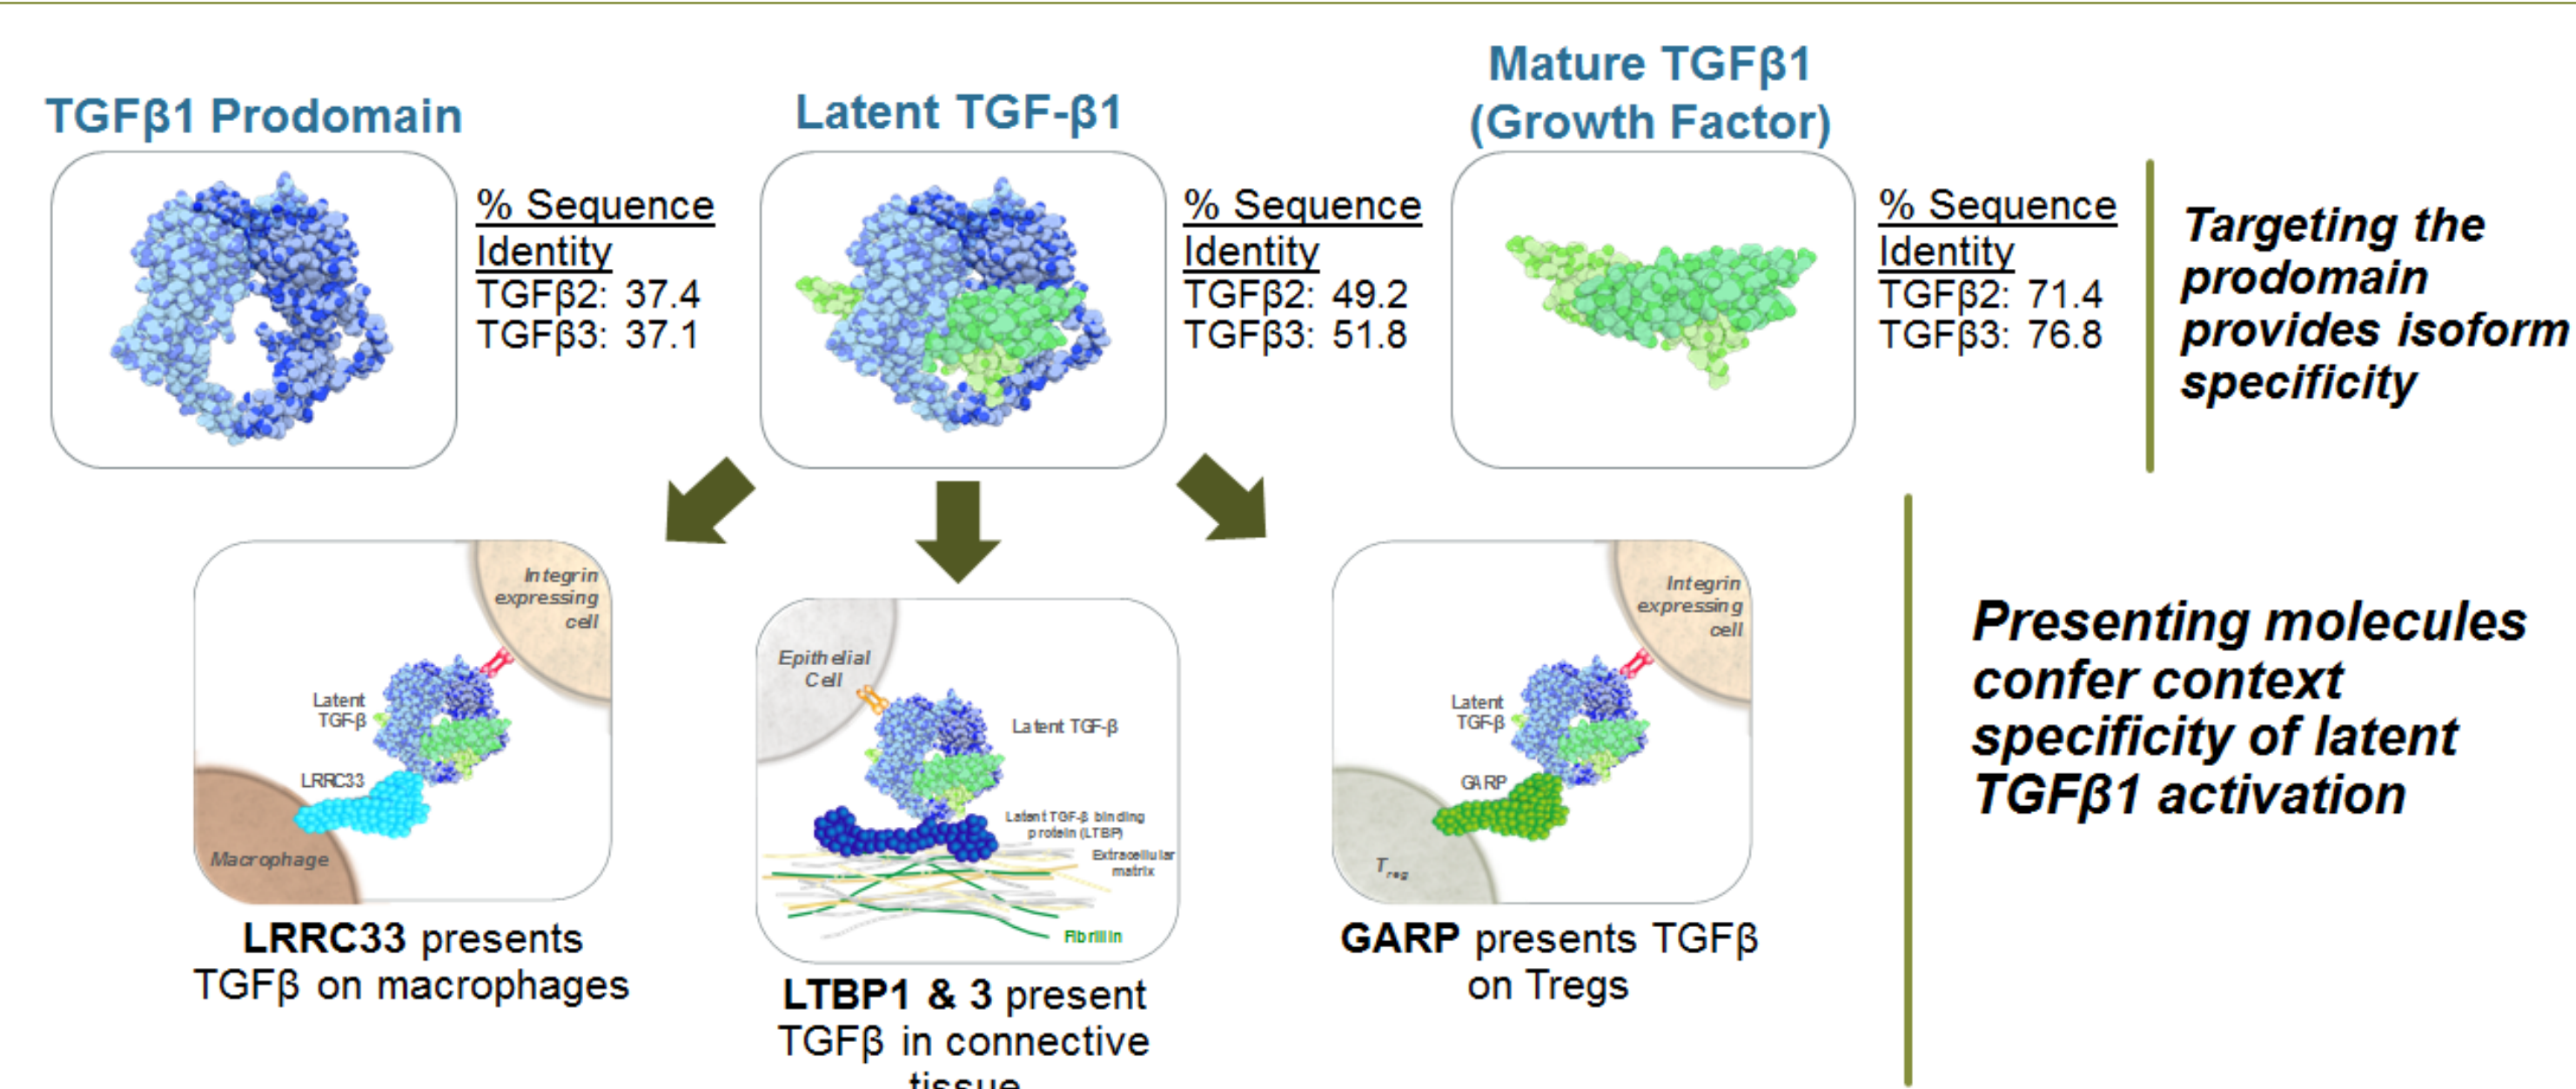 TGFβ1 Prodomain
% Sequence
Identity
TGFβ2: 37.4
TGFβ3: 37.1
Latent TGF-β1
% Sequence
Identity
TGFβ2: 49.2
TGFβ3: 51.8
Mature TGFβ1
(Growth Factor)
% Sequence
Identity
TGFβ2: 71.4
TGFβ3: 76.8
Targeting the
prodomain
provides isoform
specificity
Integrin
expressing
cell
Latent
TGF-β
LRRC33
Macrophage
LRRC33 presents
TGFβ on macrophages
Epithelial
Cell
Latent TGF-β
Latent TGF-β binding
protein (LTBP)
Extracellular
matrix
Fibrillin
LTBP1 & 3 present
TGFβ in connective
tissue
Integrin
expressing
cell
Latent
TGF-β
GARP
Treg
GARP presents TGFβ
on Tregs
Presenting molecules
confer context
specificity of latent
TGFβ1 activation